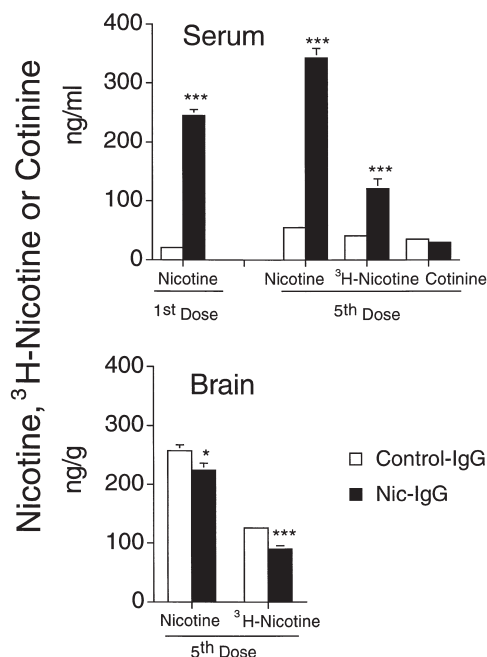 Nicotine, ³H-Nicotine or Cotinine
Serum
ng/ml
400
300
200
100
0
***
***
***
Nicotine
Nicotine ³H-Nicotine Cotinine
1st Dose
5th Dose
Brain
ng/g
400
300
200
100
0
*
***
Nicotine ³H-Nicotine
5th Dose
Control-IgG
Nic-IgG